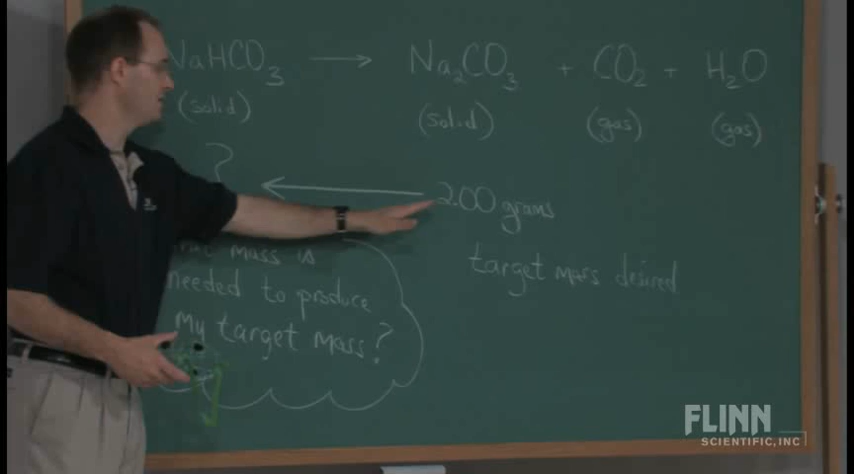 NaHCO3 → Na2CO3 + CO2 + H2O
(solid) (solid) (gas) (gas)
? ← 2.00 grams
target mass desired
mass is
needed to produce
my target mass?
FLINN
SCIENTIFIC, INC